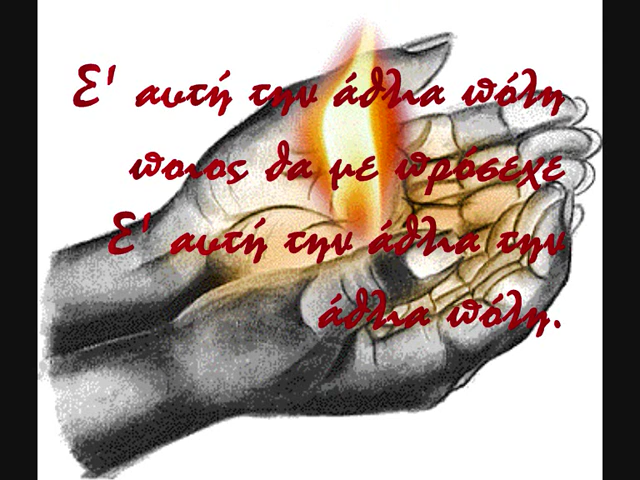 Σ' αυτή την άθλια πόλη
ποιος θα με πρόσεχε
Σ' αυτή την άθλια την
άθλια πόλη.